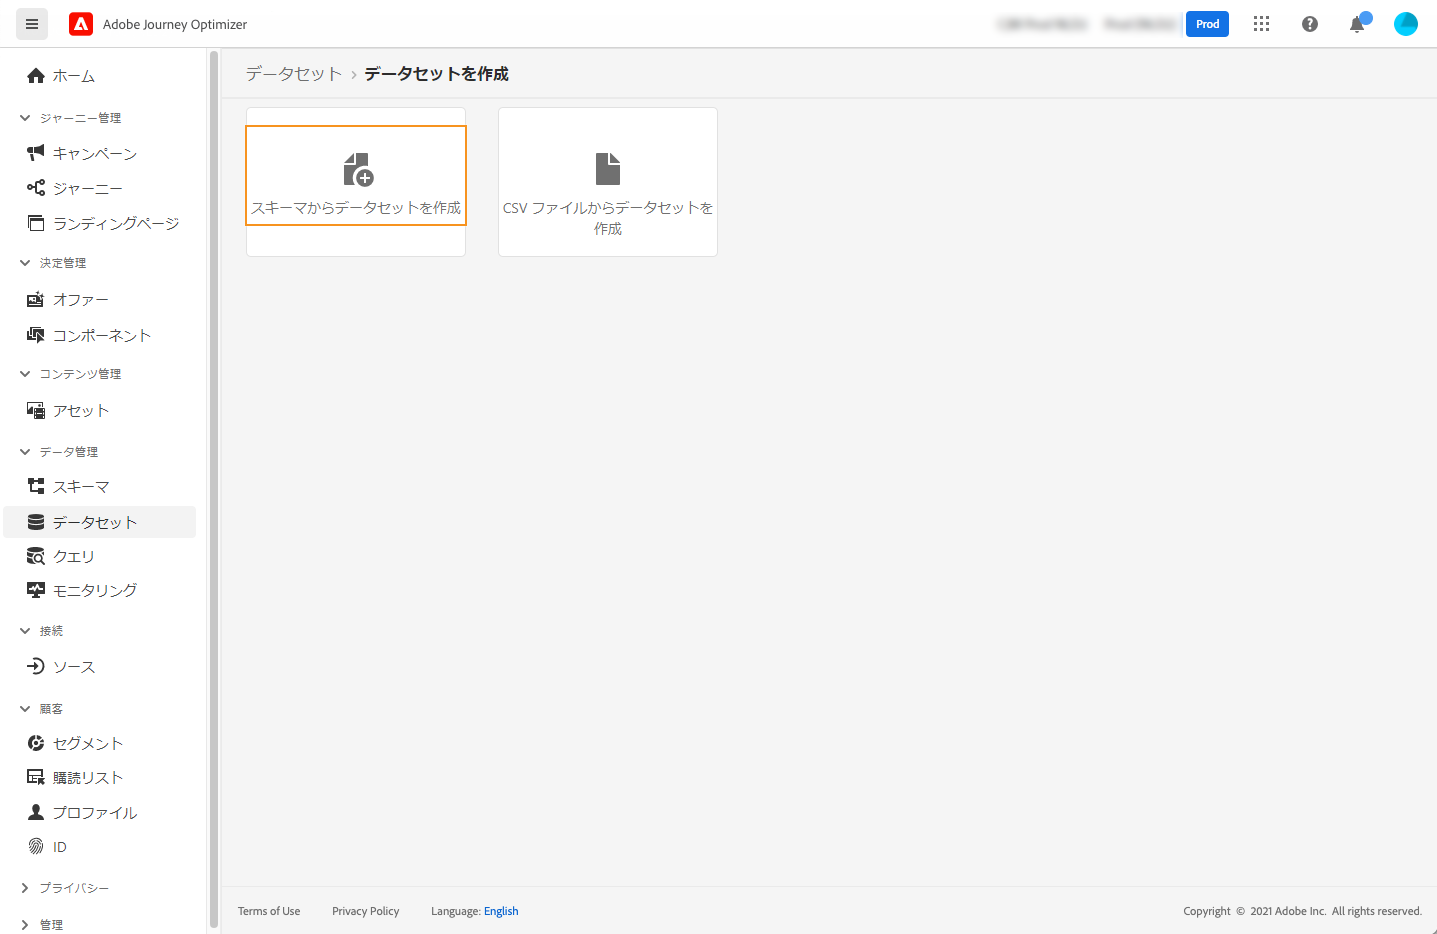 Adobe Journey Optimizer
Prod
ホーム
ジャーニー管理
キャンペーン
ジャーニー
ランディングページ
決定管理
オファー
コンポーネント
コンテンツ管理
アセット
データ管理
スキーマ
データセット
クエリ
モニタリング
接続
ソース
顧客
セグメント
購読リスト
プロファイル
ID
プライバシー
管理
データセット › データセットを作成
スキーマからデータセットを作成
CSV ファイルからデータセットを
作成
Terms of Use Privacy Policy Language: English
Copyright © 2021 Adobe Inc. All rights reserved.